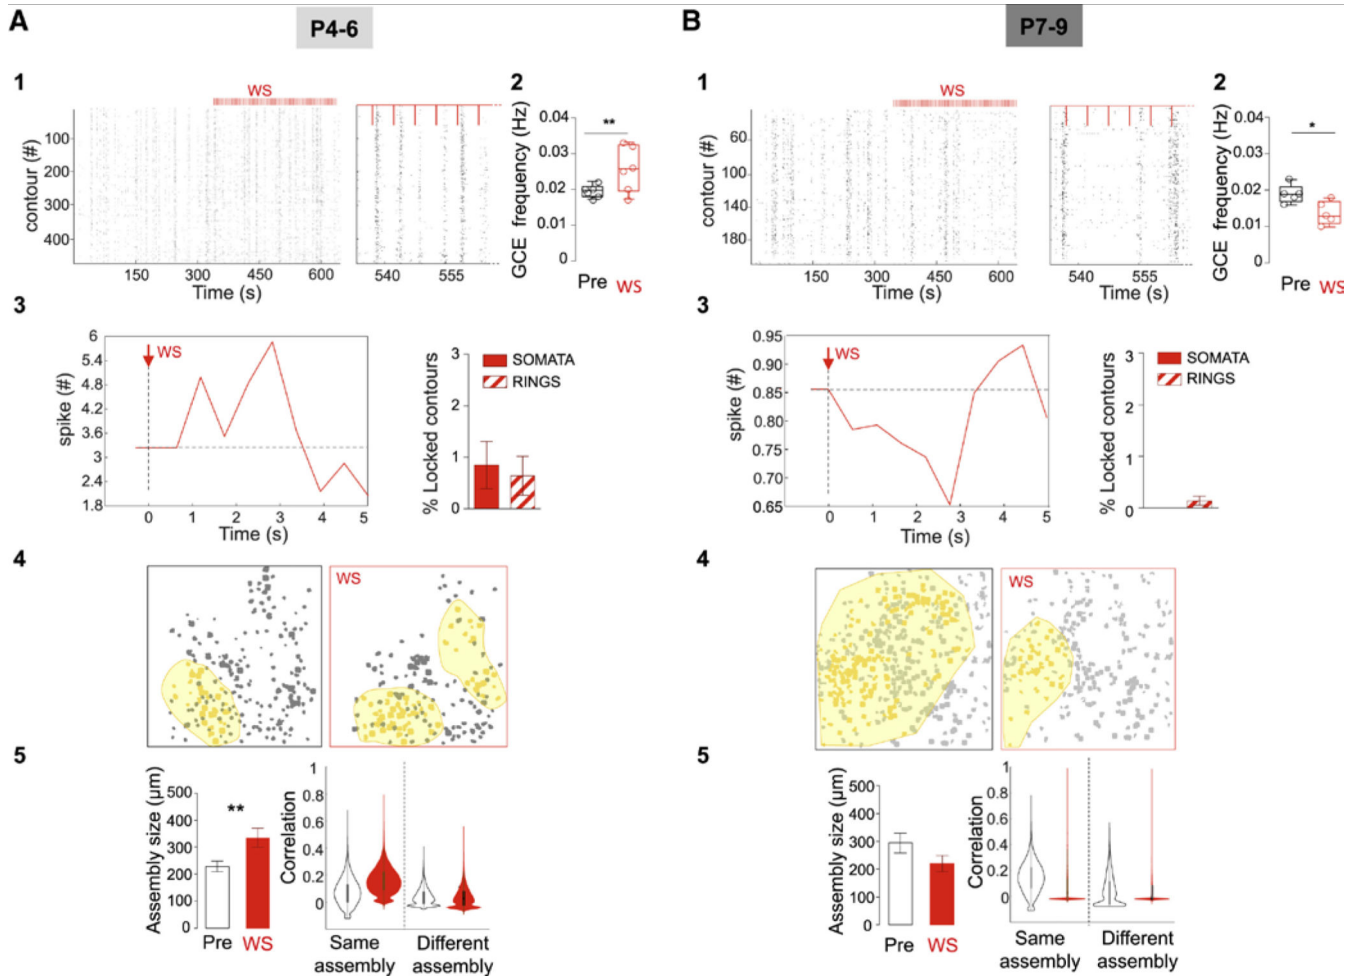 A
P4-6
B
P7-9
1
WS
contour (#)
100
200
300
400
150
300
450
600
Time (s)
540
555
2
GCE frequency (Hz)
0.04
0.03
0.02
0.01
0
**
Pre
WS
3
spike (#)
6
5.4
4.8
4.2
3.6
3
2.4
1.8
WS
0
1
2
3
4
5
Time (s)
% Locked contours
3
2
1
0
SOMATA
RINGS
4
WS
5
Assembly size (µm)
500
400
300
200
100
0
**
Pre
WS
Correlation
1
0.8
0.6
0.4
0.2
0
Same
assembly
Different
assembly
1
WS
contour (#)
60
100
140
180
150
300
450
600
Time (s)
540
555
Time (s)
2
GCE frequency (Hz)
0.04
0.03
0.02
0.01
0
*
Pre
WS
3
spike (#)
0.95
0.90
0.85
0.80
0.75
0.70
0.65
WS
0
1
2
3
4
5
Time (s)
% Locked contours
3
2
1
0
SOMATA
RINGS
4
WS
5
Assembly size (µm)
500
400
300
200
100
0
Pre
WS
Correlation
1
0.8
0.6
0.4
0.2
0
Same
assembly
Different
assembly